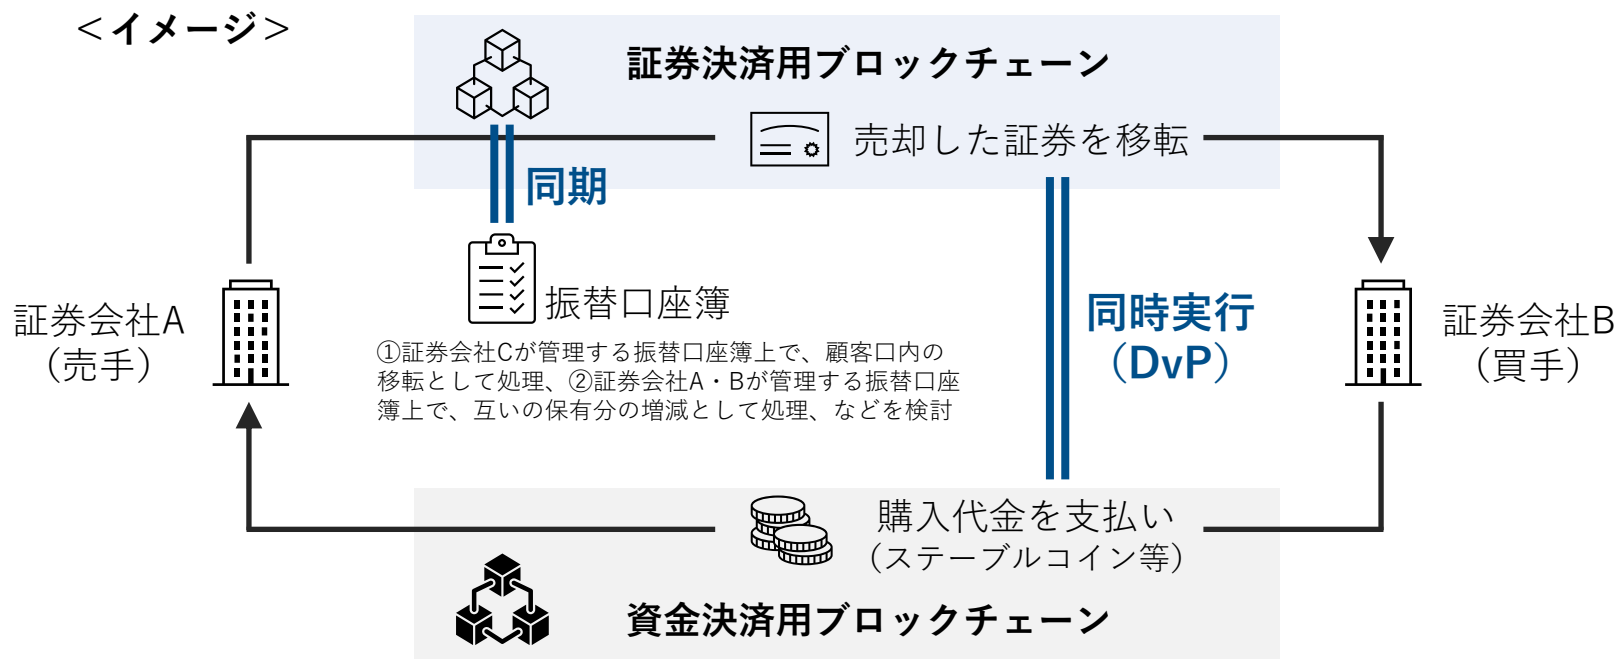 ＜イメージ＞
証券決済用ブロックチェーン
売却した証券を移転
同期
振替口座簿
①証券会社Cが管理する振替口座簿上で、顧客口内の
移転として処理、②証券会社A・Bが管理する振替口座
簿上で、互いの保有分の増減として処理、などを検討
証券会社A
（売手）
同時実行
（DvP）
証券会社B
（買手）
購入代金を支払い
（ステーブルコイン等）
資金決済用ブロックチェーン